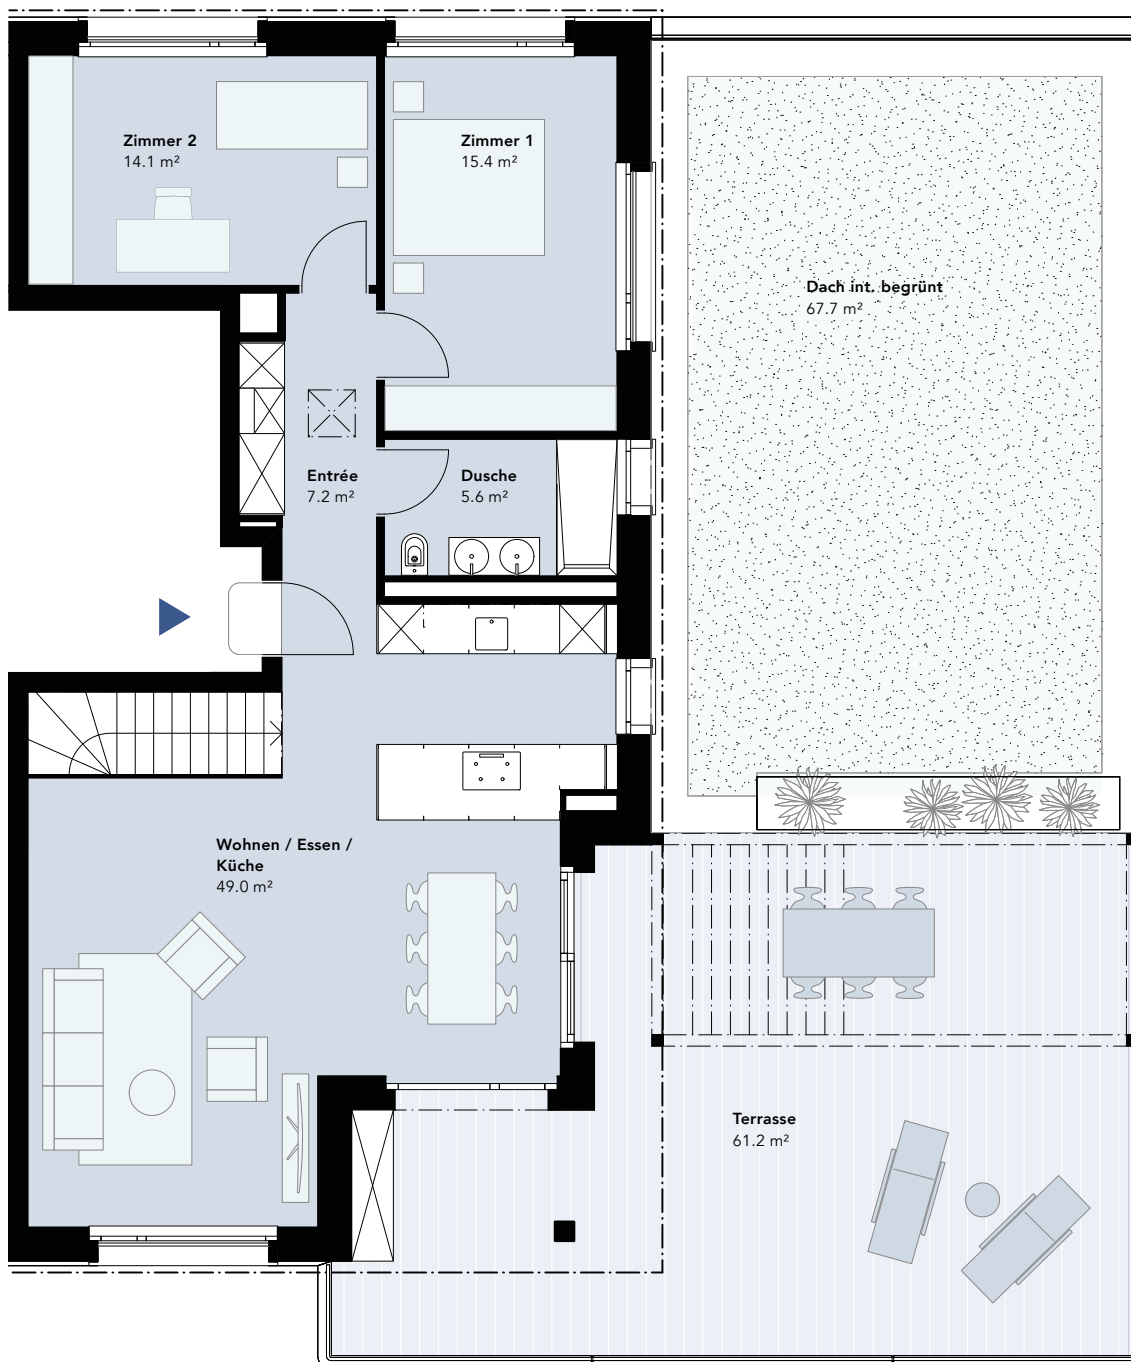 Zimmer 2
14.1 m²
Zimmer 1
15.4 m²
Dach int. begrünt
67.7 m²
Entrée
7.2 m²
Dusche
5.6 m²
Wohnen / Essen /
Küche
49.0 m²
Terrasse
61.2 m²